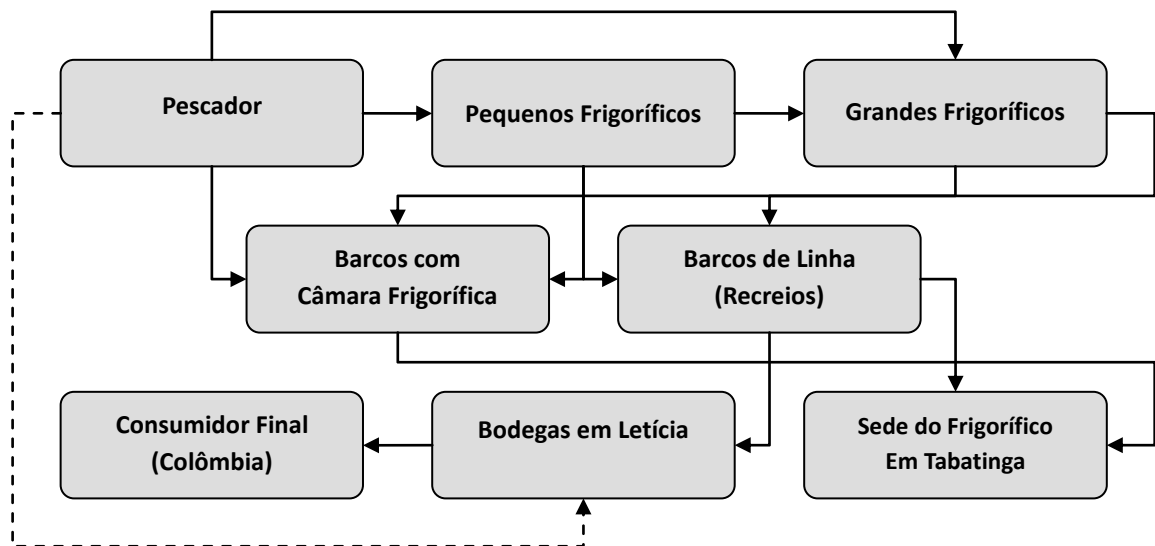 Pescador
Pequenos Frigoríficos
Grandes Frigoríficos
Barcos com
Câmara Frigorífica
Barcos de Linha
(Recreios)
Consumidor Final
(Colômbia)
Bodegas em Letícia
Sede do Frigorífico
Em Tabatinga